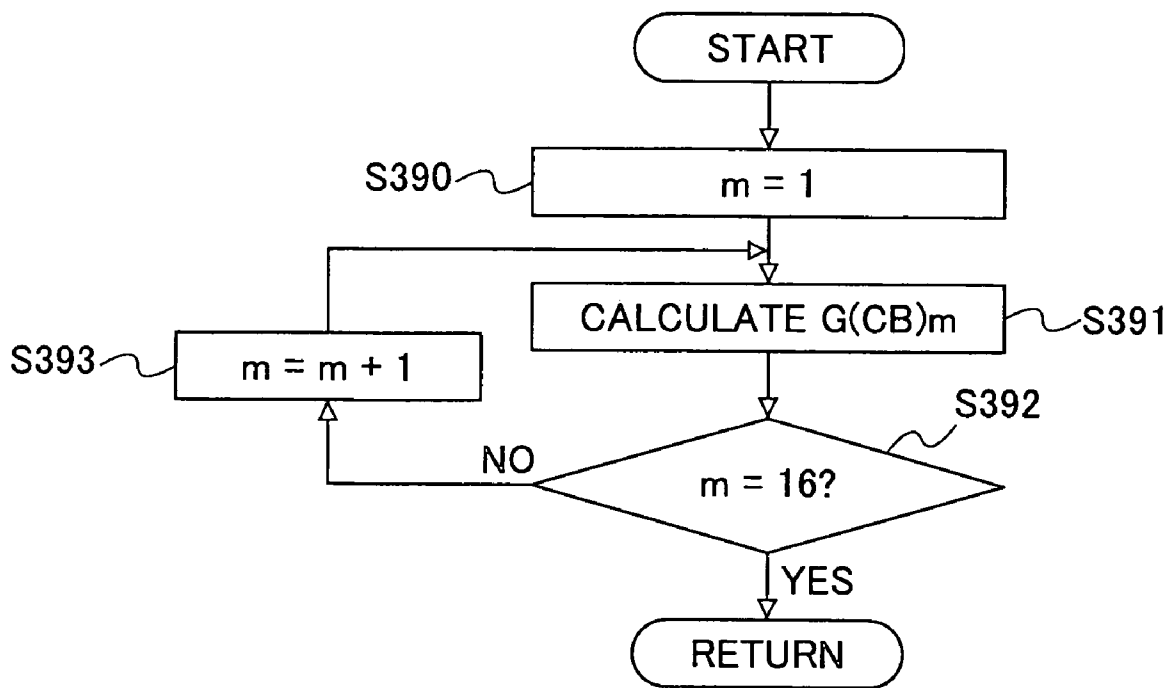 START
S390
m = 1
CALCULATE G(CB)m
S391
S393
m = m + 1
S392
NO
m = 16?
YES
RETURN